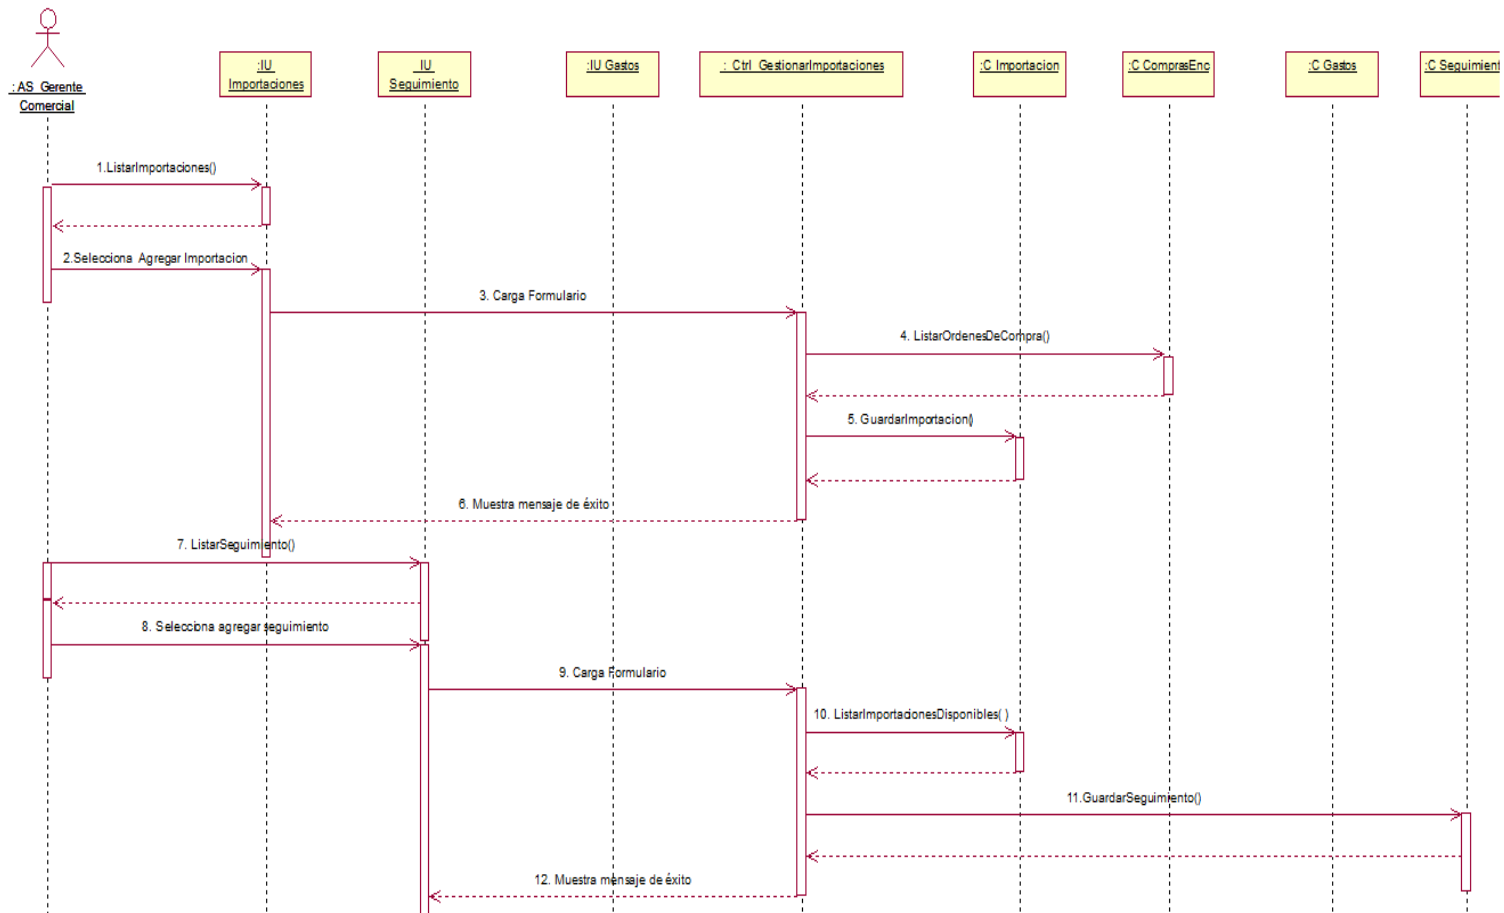 : AS_Gerente
Comercial
:IU
Importaciones
IU
Seguimiento
:IU Gastos
: Ctrl_GestionarImportaciones
:C Importacion
:C ComprasEnc
:C Gastos
:C Seguimient
1.ListarImportaciones()
2.Selecciona Agregar Importacion
3. Carga Formulario
4. ListarOrdenesDeCompra()
5. GuardarImportacion()
6. Muestra mensaje de éxito
7. ListarSeguimiento()
8. Selecciona agregar seguimiento
9. Carga Formulario
10. ListarImportacionesDisponibles( )
11.GuardarSeguimiento()
12. Muestra mensaje de éxito